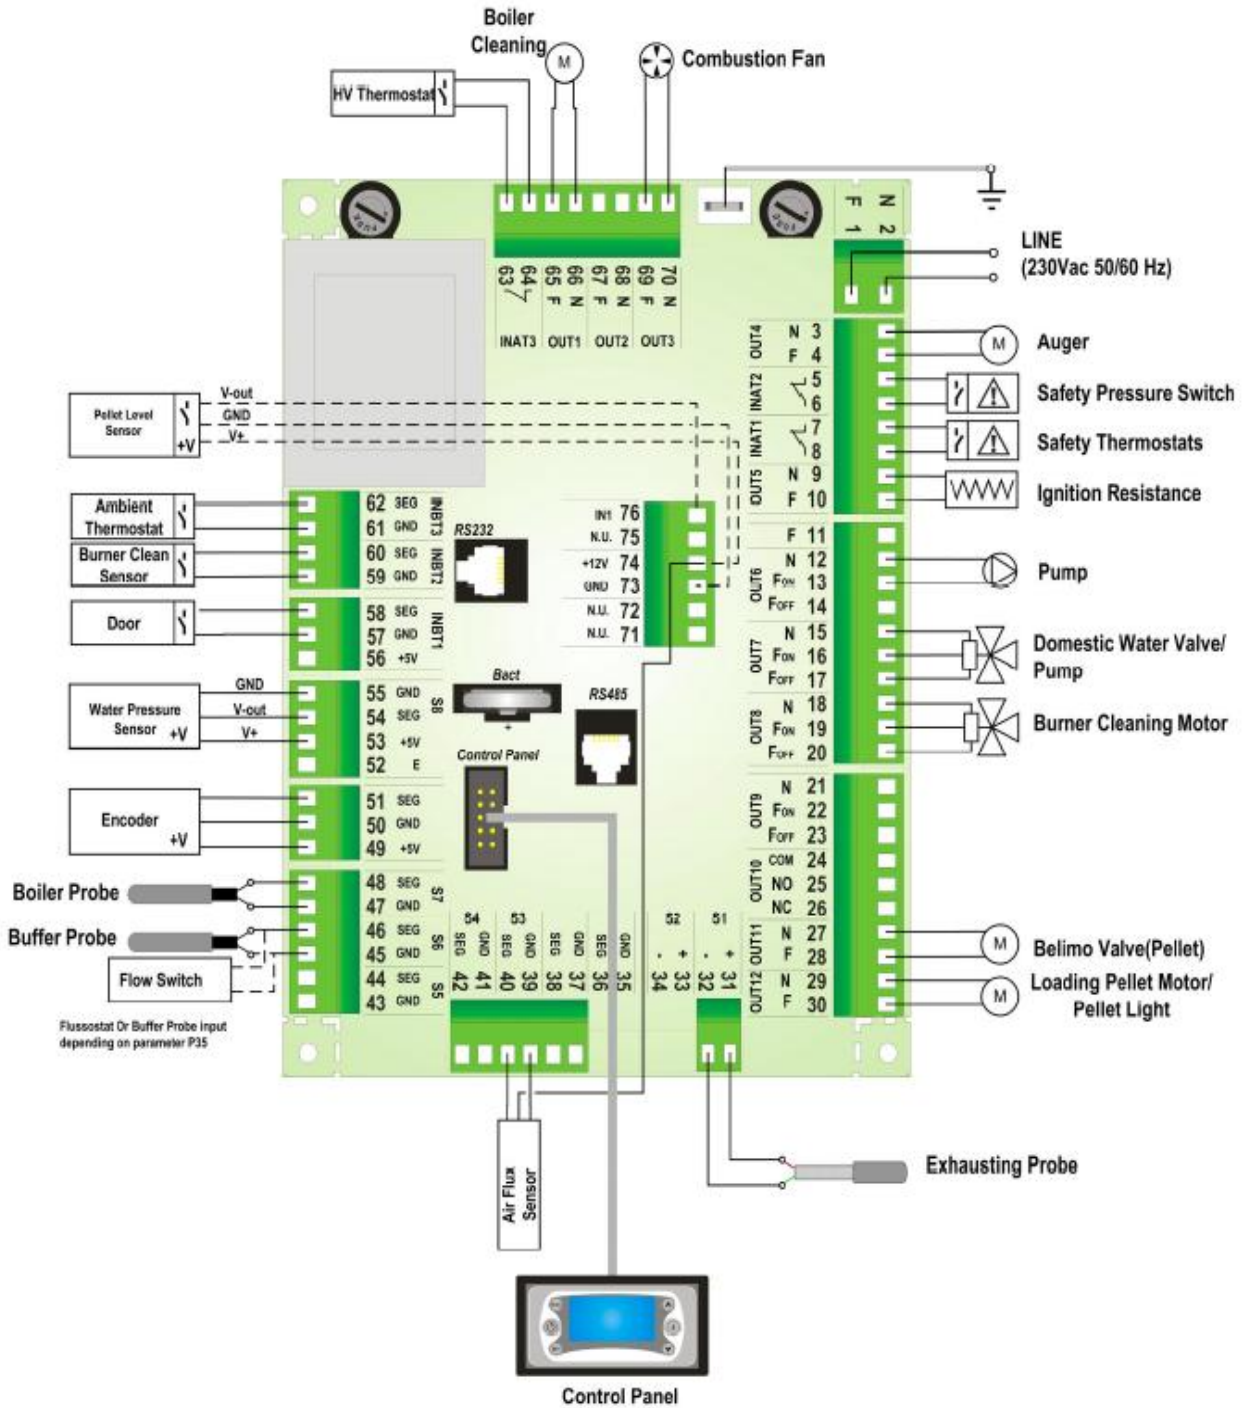 Boiler
Cleaning
M
Combustion Fan
HV Thermostat
F N
1 2
LINE
(230Vac 50/60 Hz)
63 64 65 66 67 68 69 70
F N F N F N
INAT3 OUT1 OUT2 OUT3
OUT4
N 3
F 4
M
Auger
INAT2
5
6
Safety Pressure Switch
INAT1
7
8
Safety Thermostats
OUT5
N 9
F 10
Ignition Resistance
F 11
OUT6
N 12
FON 13
FOFF 14
Pump
OUT7
N 15
FON 16
FOFF 17
Domestic Water Valve/
Pump
OUT8
N 18
FON 19
FOFF 20
Burner Cleaning Motor
OUT9
N 21
FON 22
FOFF 23
OUT10
COM 24
NO 25
NC 26
OUT11
N 27
F 28
M
Belimo Valve(Pellet)
OUT12
N 29
F 30
M
Loading Pellet Motor/
Pellet Light
Pellet Level
Sensor
+V
V-out
GND
V+
Ambient
Thermostat
62 SEG
61 GND
INBT3
Burner Clean
Sensor
60 SEG
59 GND
INBT2
Door
58 SEG
57 GND
56 +5V
INBT1
Water Pressure
Sensor
+V
GND
V-out
V+
55 GND
54 SEG
53 +5V
52 E
S8
Encoder
+V
51 SEG
50 GND
49 +5V
Boiler Probe
48 SEG
47 GND
S7
Buffer Probe
46 SEG
45 GND
S6
Flow Switch
44 SEG
43 GND
S5
Flussostat Or Buffer Probe input
depending on parameter P35
RS232
IN1 76
N.U. 75
+12V 74
GND 73
N.U. 72
N.U. 71
Bact
+
RS485
Control Panel
S4 S3 S2 S1
SEG GND SEG GND SEG GND SEG GND - + - +
42 41 40 39 38 37 36 35 34 33 32 31
Air Flux
Sensor
Exhausting Probe
Control Panel